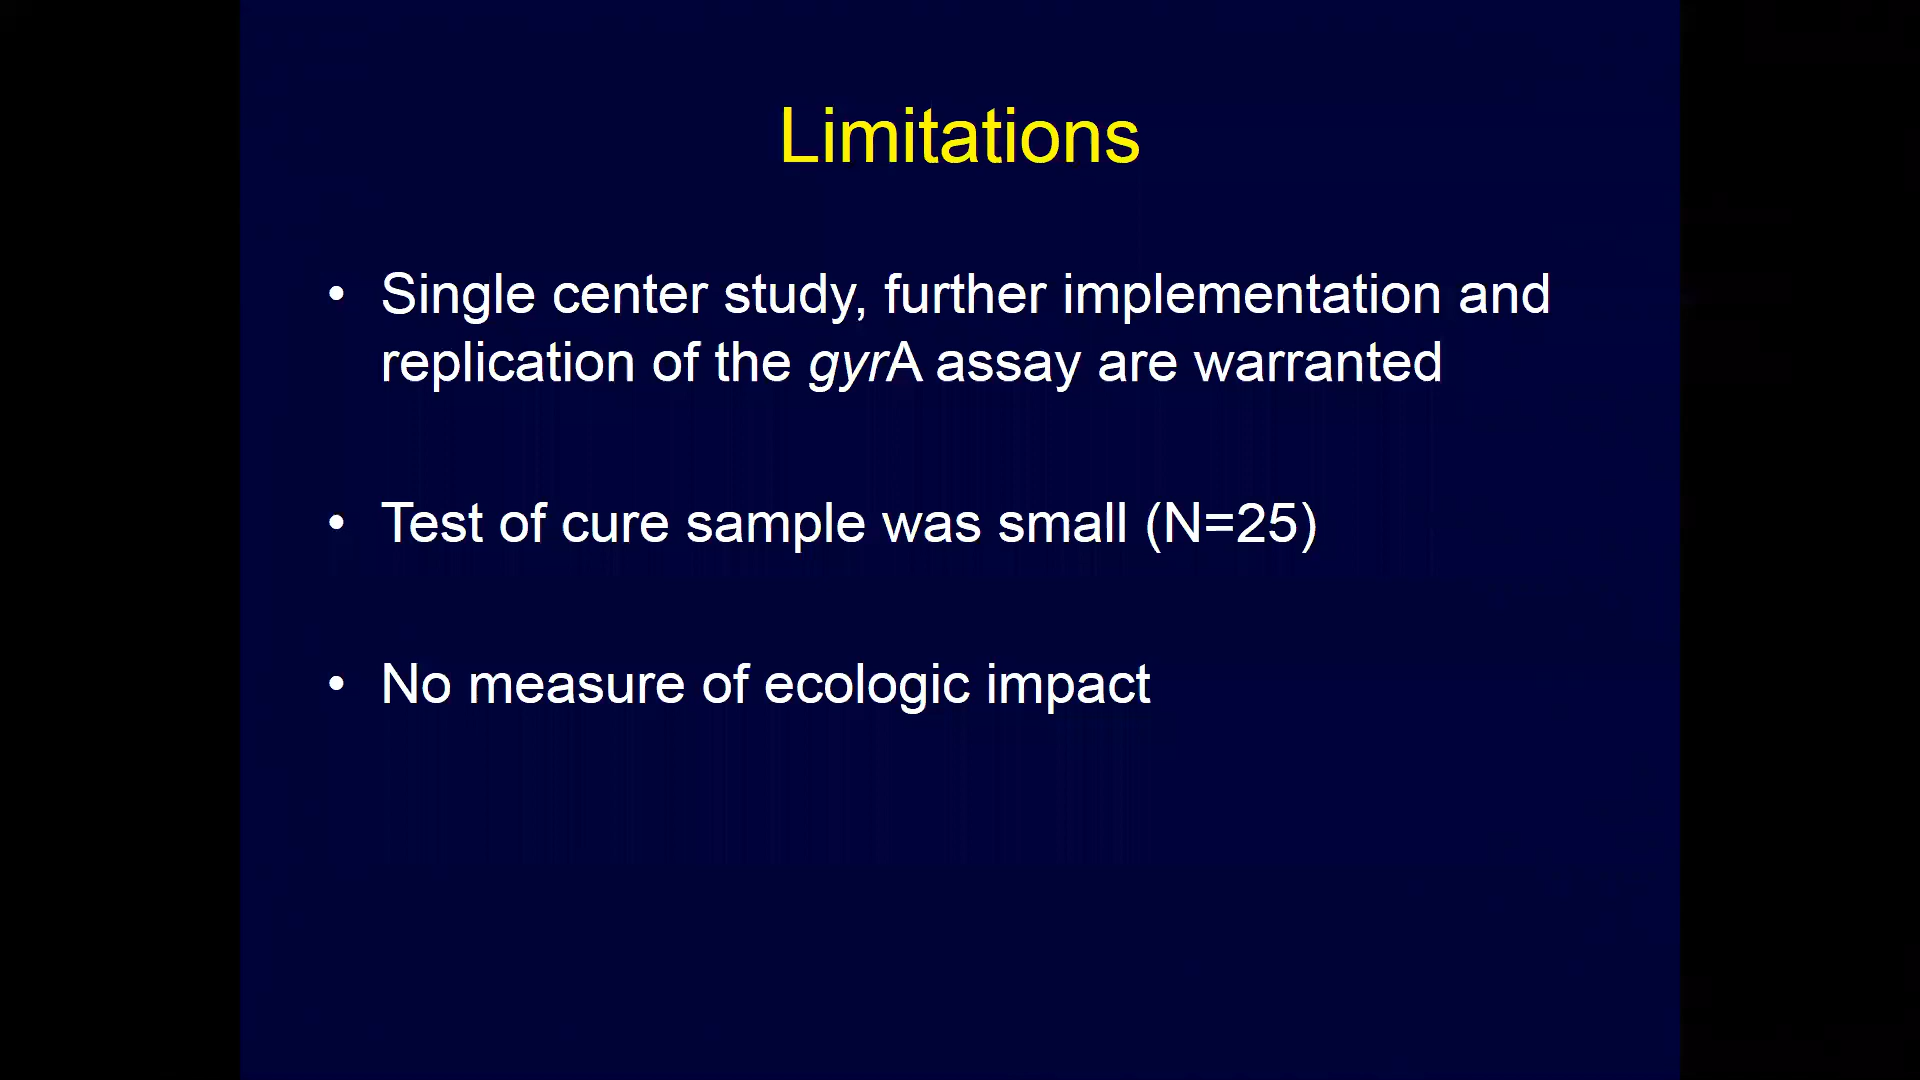 Limitations
• Single center study, further implementation and
replication of the gyrA assay are warranted
• Test of cure sample was small (N=25)
• No measure of ecologic impact